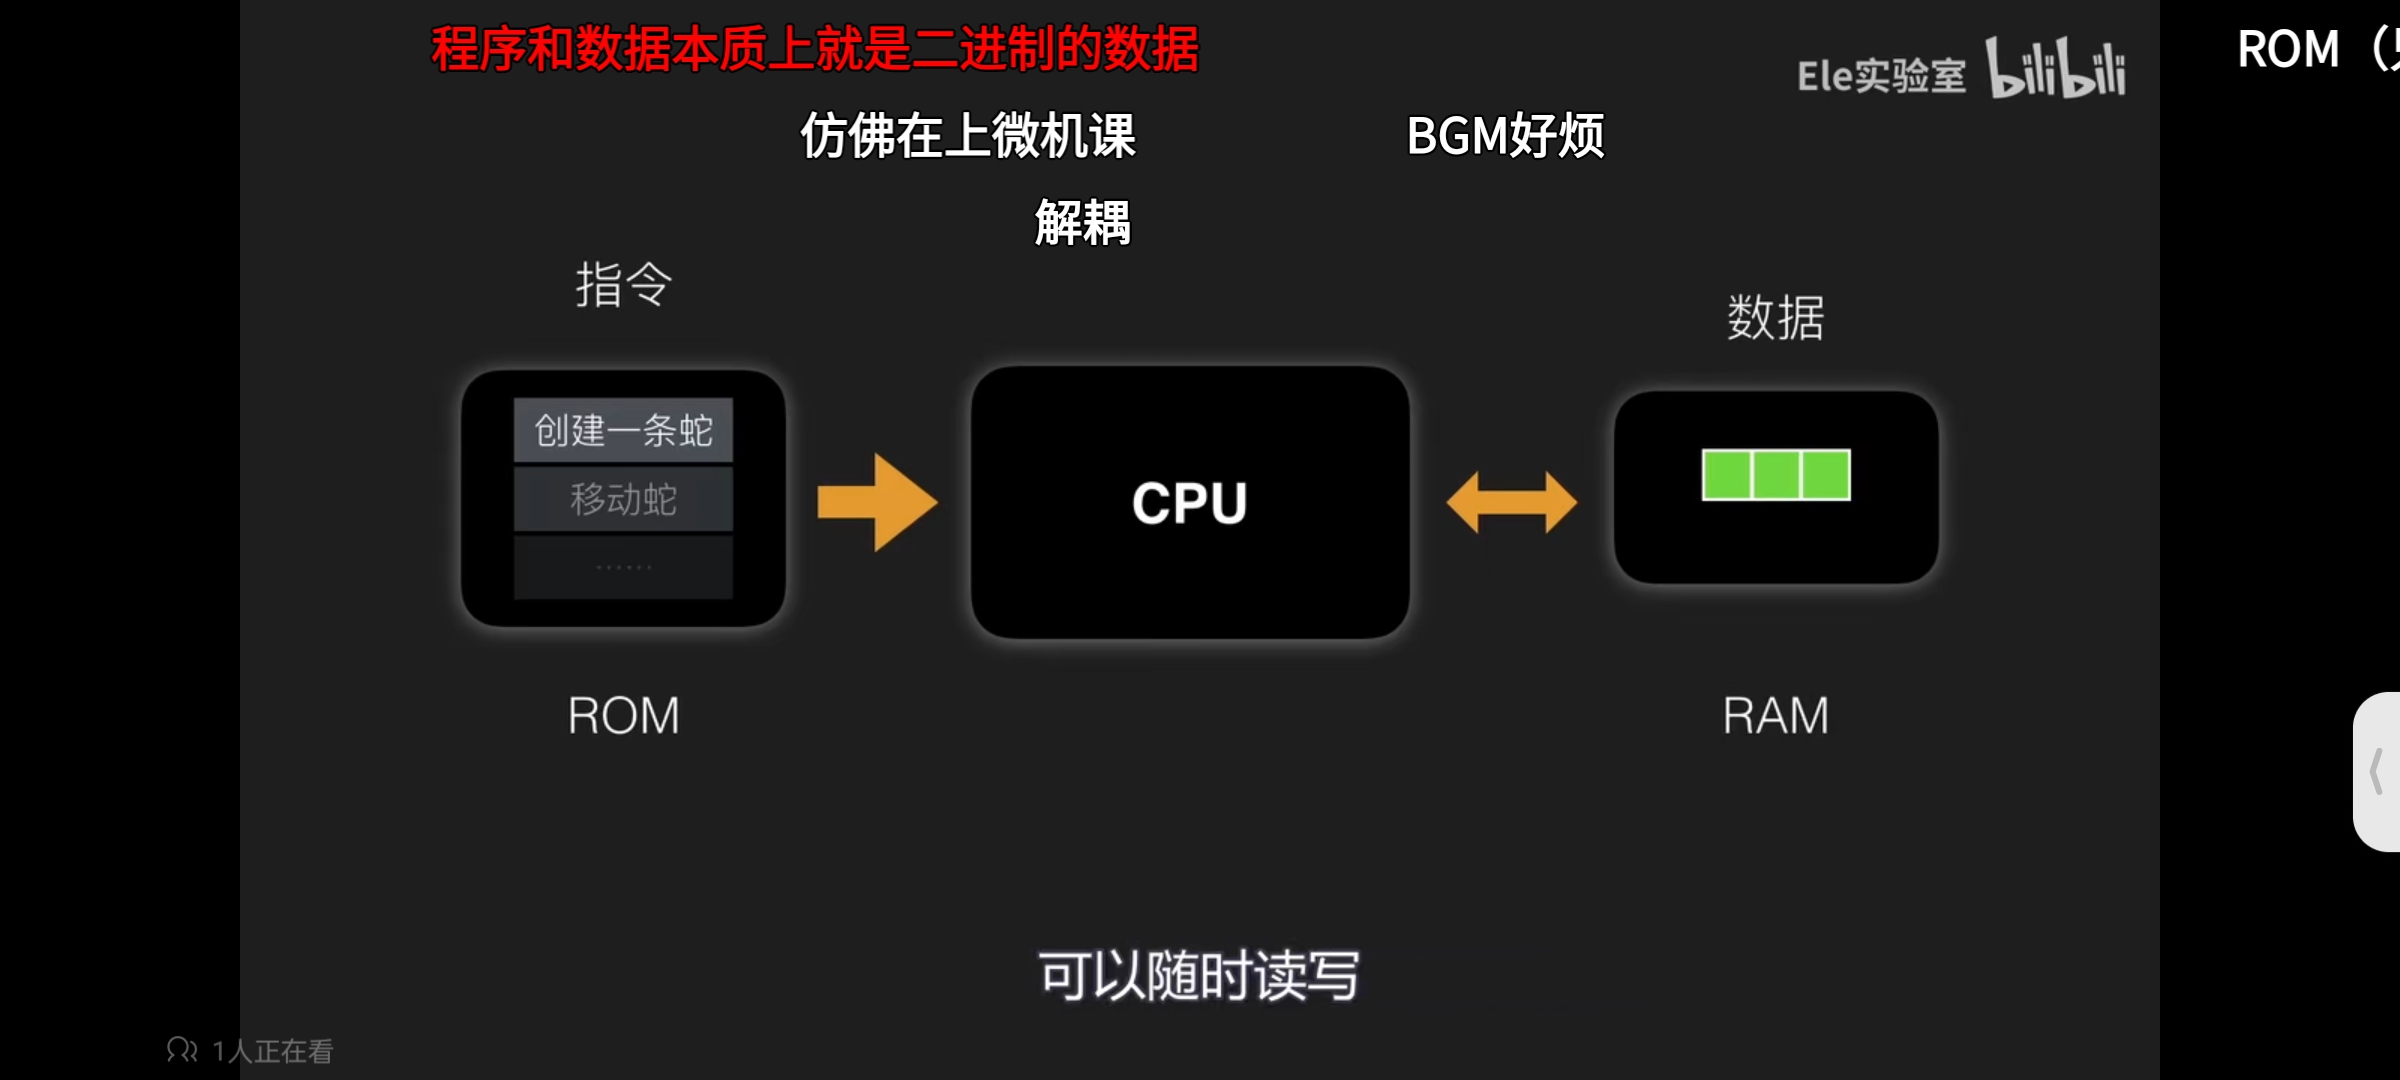 程序和数据本质上就是二进制的数据
Ele实验室 bilibili
ROM（
仿佛在上微机课
BGM好烦
解耦
指令
数据
创建一条蛇
移动蛇
……
CPU
ROM
RAM
可以随时读写
1人正在看